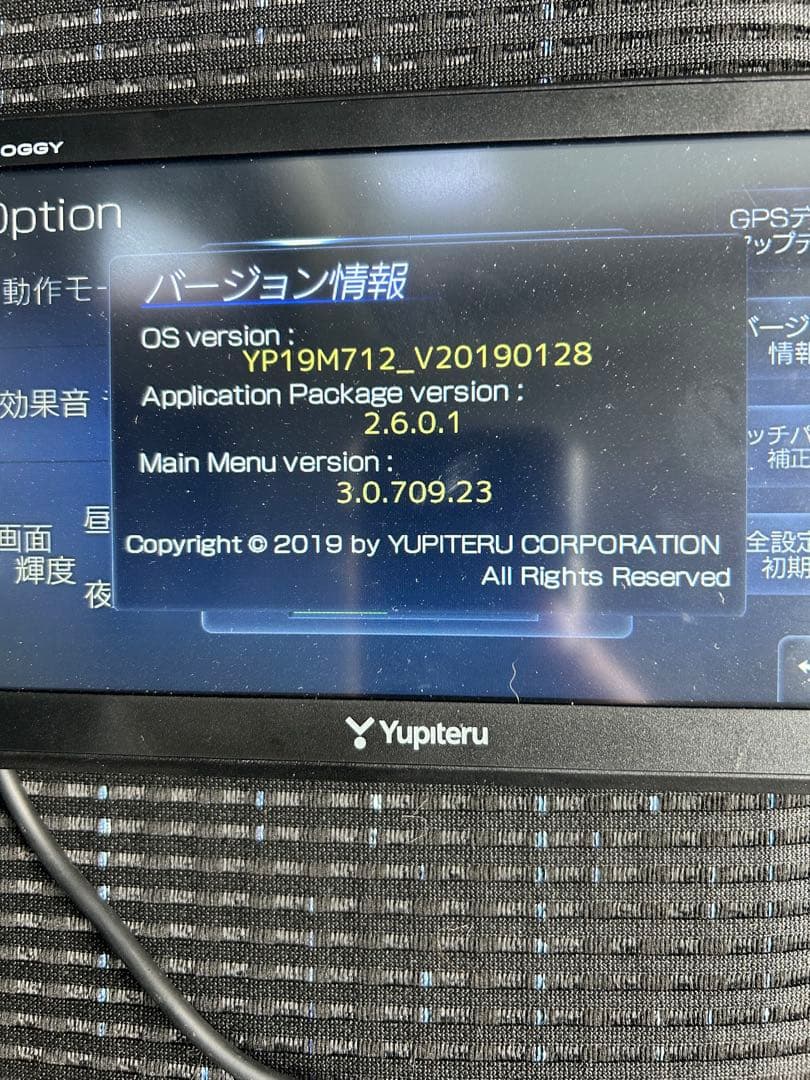 OGGY
Option
動作モー
効果音
画面
輝度
昼
夜
バージョン情報
OS version :
YP19M712_V20190128
Application Package version :
2.6.0.1
Main Menu version :
3.0.709.23
Copyright © 2019 by YUPITERU CORPORATION
All Rights Reserved
GPSデ
ップデ
バージ
情報
ッチパ
補正
全設定
初期
Yupiteru